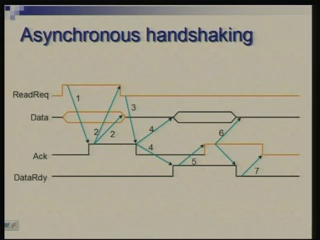 Asynchronous handshaking
ReadReq
1
3
Data
2
2
4
6
Ack
4
5
7
DataRdy